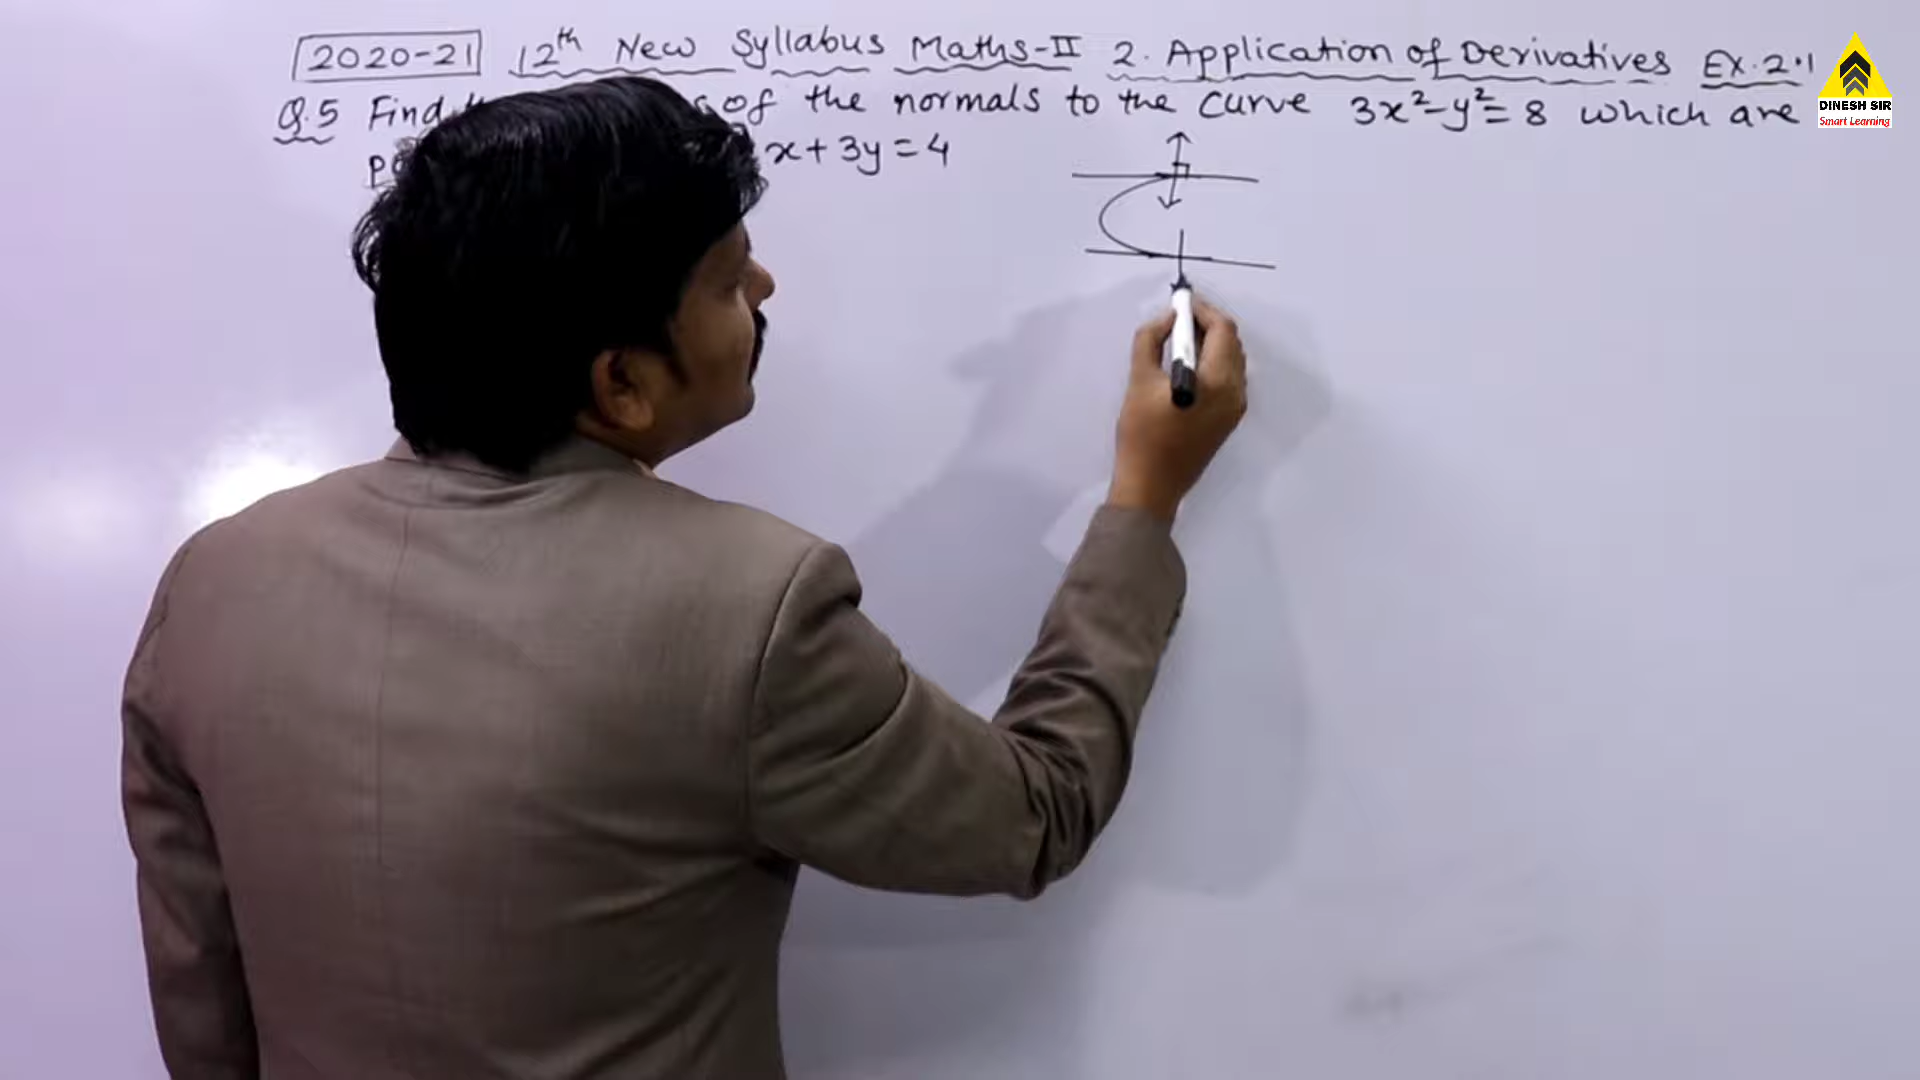 2020-21 12th New Syllabus Maths-II 2. Application of Derivatives Ex.2.1
Q.5 Find of the normals to the curve 3x²-y²=8 which are
x+3y=4
DINESH SIR
Smart Learning